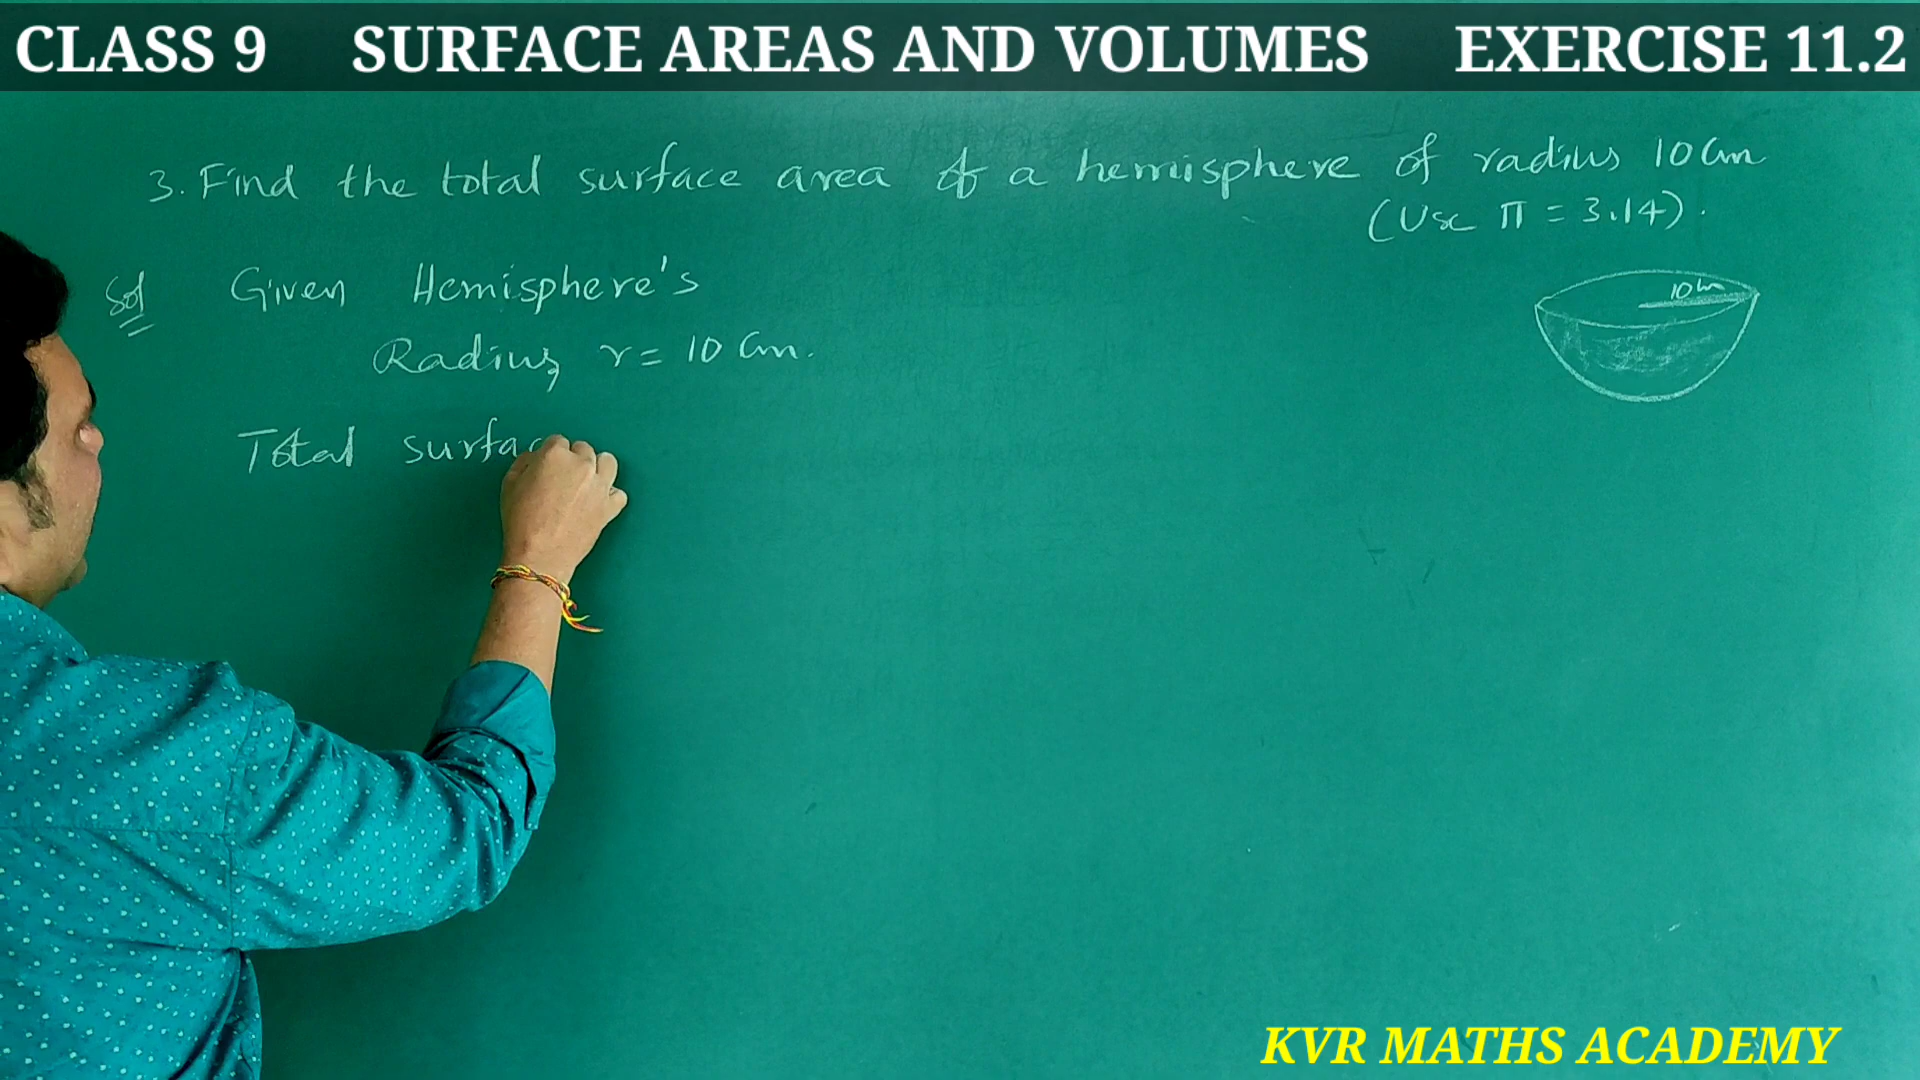 CLASS 9 SURFACE AREAS AND VOLUMES EXERCISE 11.2
3. Find the total surface area of a hemisphere of radius 10 cm
(Use π = 3.14).
Sol Given Hemisphere's
10 cm
Radius, r = 10 cm.
Total surfac
KVR MATHS ACADEMY